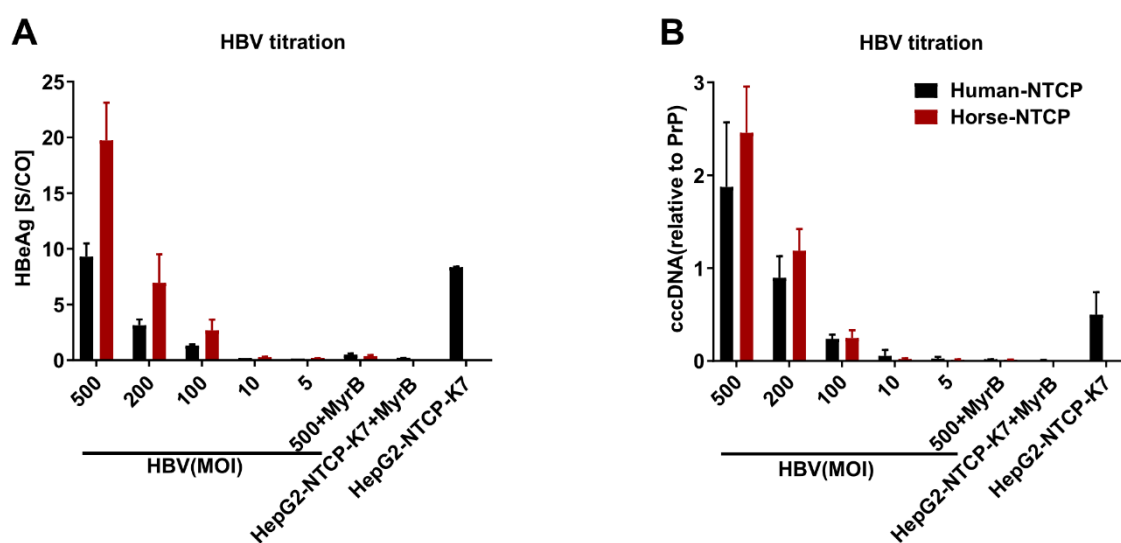 A
HBV titration
HBeAg [S/CO]
25
20
15
10
5
0
500
200
100
10
5
500+MyrB
HepG2-NTCP-K7+MyrB
HepG2-NTCP-K7
HBV(MOI)
B
HBV titration
Human-NTCP
Horse-NTCP
cccDNA(relative to PrP)
3
2
1
0
500
200
100
10
5
500+MyrB
HepG2-NTCP-K7+MyrB
HepG2-NTCP-K7
HBV(MOI)